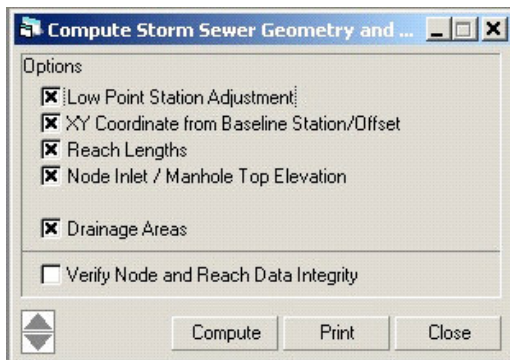 Compute Storm Sewer Geometry and ...
Options
Low Point Station Adjustment
XY Coordinate from Baseline Station/Offset
Reach Lengths
Node Inlet / Manhole Top Elevation
Drainage Areas
Verify Node and Reach Data Integrity
Compute Print Close